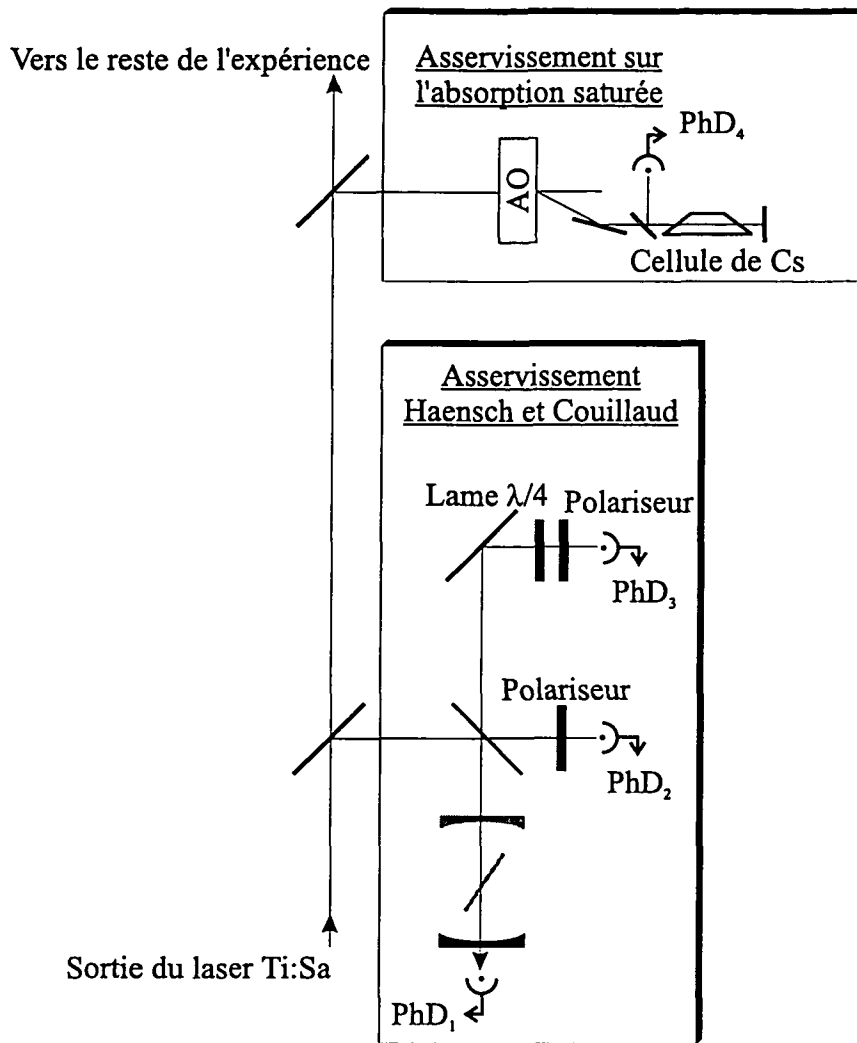 Vers le reste de l'expérience
Asservissement sur
l'absorption saturée
PhD₄
AO
Cellule de Cs
Asservissement
Haensch et Couillaud
Lame λ/4
Polariseur
PhD₃
Polariseur
PhD₂
Sortie du laser Ti:Sa
PhD₁